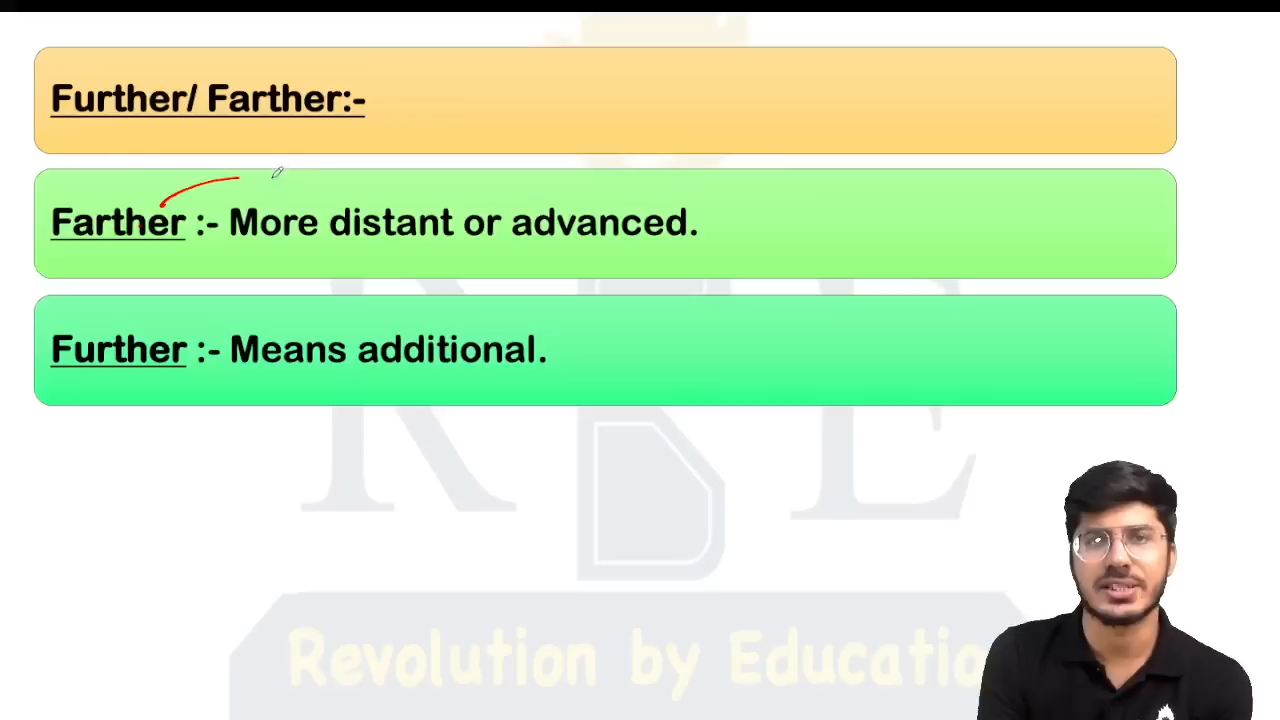 Further/ Farther:-
Farther :- More distant or advanced.
Further :- Means additional.
R B E
Revolution by Educatio